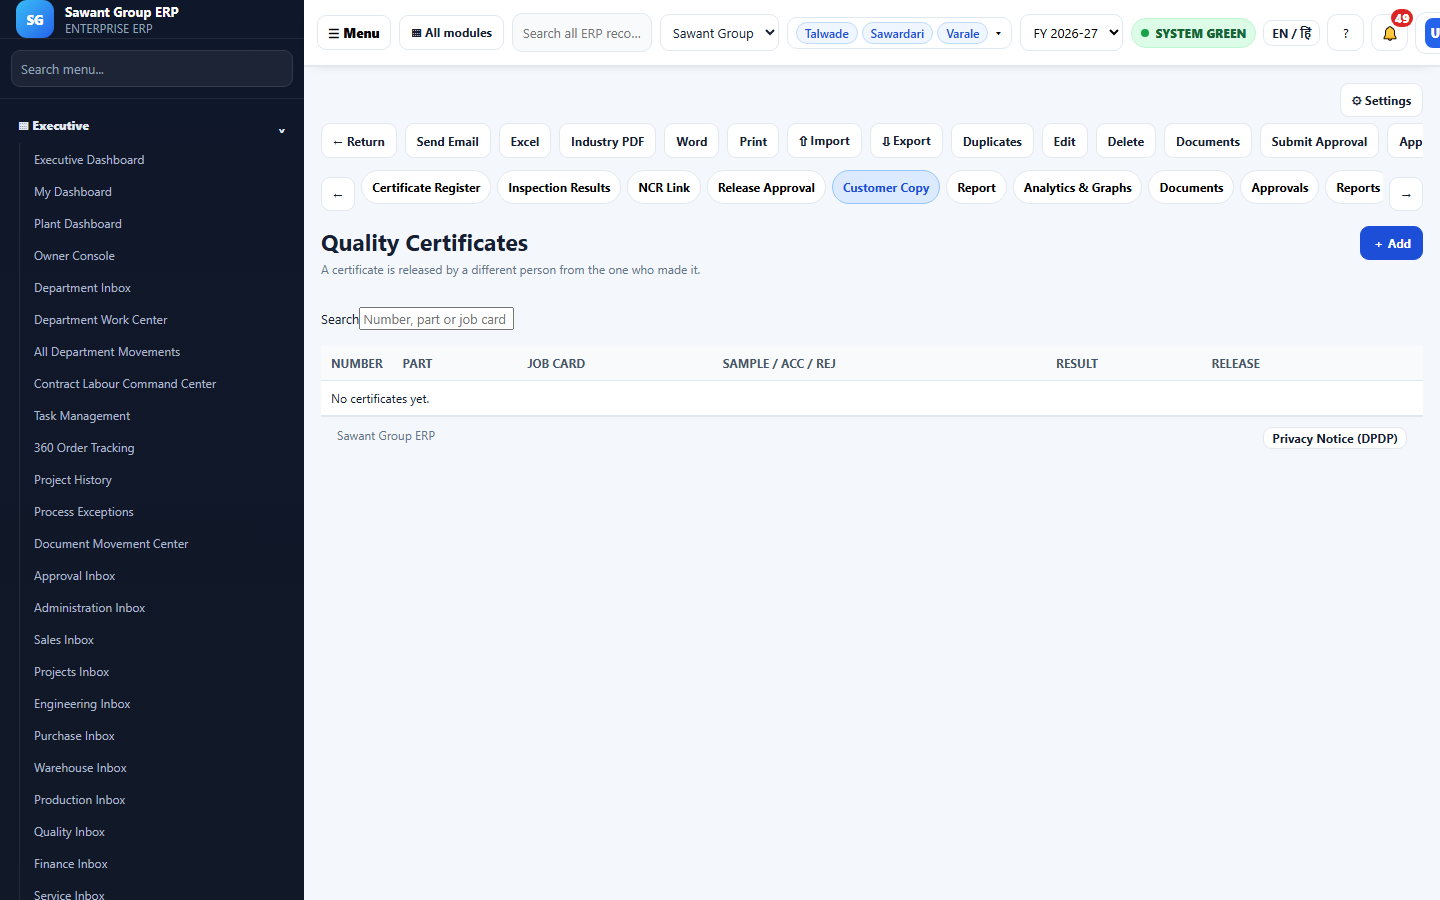 SG
Sawant Group ERP
ENTERPRISE ERP
Search menu...
Executive
Executive Dashboard
My Dashboard
Plant Dashboard
Owner Console
Department Inbox
Department Work Center
All Department Movements
Contract Labour Command Center
Task Management
360 Order Tracking
Project History
Process Exceptions
Document Movement Center
Approval Inbox
Administration Inbox
Sales Inbox
Projects Inbox
Engineering Inbox
Purchase Inbox
Warehouse Inbox
Production Inbox
Quality Inbox
Finance Inbox
Service Inbox
☰ Menu All modules Search all ERP reco... Sawant Group Talwade Sawardari Varale FY 2026-27 SYSTEM GREEN EN / हिं ? 49 U
⚙ Settings
← Return Send Email Excel Industry PDF Word Print ⇧ Import ⇩ Export Duplicates Edit Delete Documents Submit Approval App
← Certificate Register Inspection Results NCR Link Release Approval Customer Copy Report Analytics & Graphs Documents Approvals Reports →
Quality Certificates
+ Add
A certificate is released by a different person from the one who made it.
Search Number, part or job card
NUMBER PART JOB CARD SAMPLE / ACC / REJ RESULT RELEASE
No certificates yet.
Sawant Group ERP
Privacy Notice (DPDP)